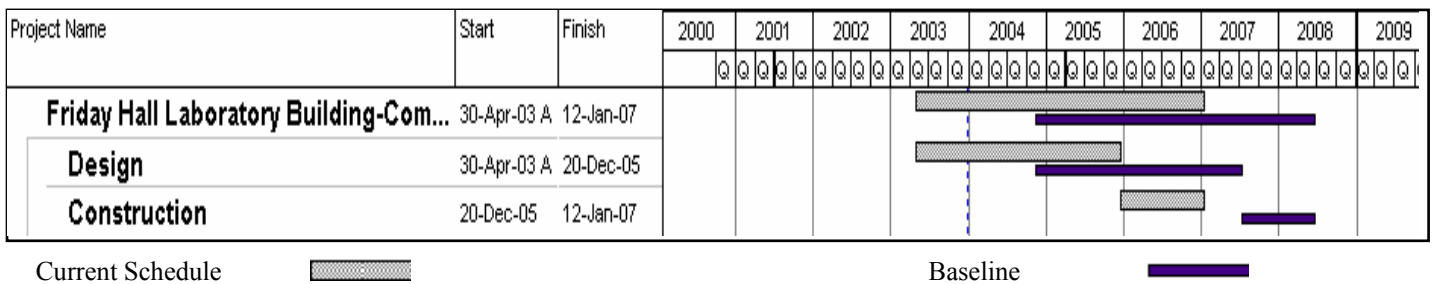 Project Name Start Finish 2000 2001 2002 2003 2004 2005 2006 2007 2008 2009
Q Q Q Q Q Q Q Q Q Q Q Q Q Q Q Q Q Q Q Q Q Q Q Q Q Q Q Q Q Q Q Q Q Q Q Q
Friday Hall Laboratory Building-Com... 30-Apr-03 A 12-Jan-07
Design 30-Apr-03 A 20-Dec-05
Construction 20-Dec-05 12-Jan-07
Current Schedule Baseline